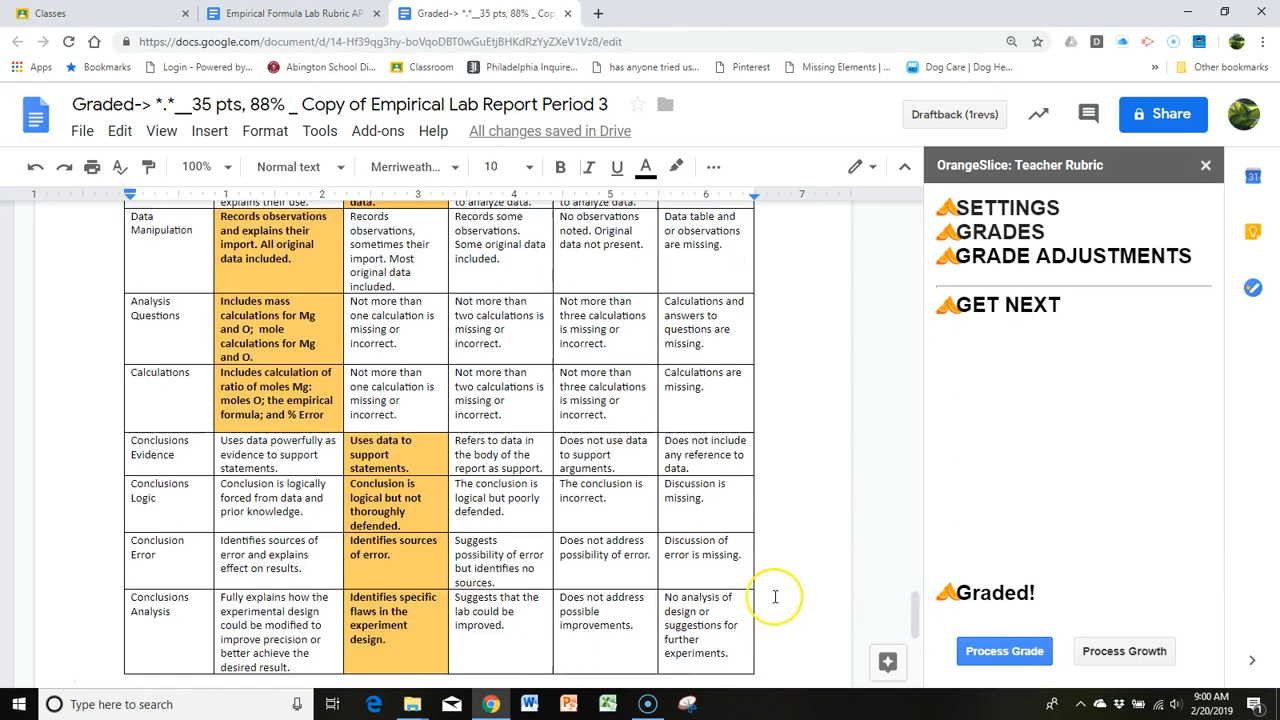 Classes
Empirical Formula Lab Rubric AP
Graded-> *.*__35 pts, 88% _ Cop
https://docs.google.com/document/d/14-Hf39qg3hy-boVqoDBT0wGuEtjBHKdRzYyZXeV1Vz8/edit
Apps
Bookmarks
Login - Powered by...
Abington School Di...
Classroom
Philadelphia Inquire...
has anyone tried us...
Pinterest
Missing Elements |...
Dog Care | Dog He...
»
Other bookmarks
Graded-> *.*__35 pts, 88% _ Copy of Empirical Lab Report Period 3
Draftback (1revs)
Share
File Edit View Insert Format Tools Add-ons Help All changes saved in Drive
100% Normal text Merriweath... 10 B I U A
OrangeSlice: Teacher Rubric
1 1 2 3 4 5 6 7
explains their use.
data.
to analyze data.
to analyze data.
Data
Manipulation
Records observations
and explains their
import. All original
data included.
Records
observations,
sometimes their
import. Most
original data
included.
Records some
observations.
Some original data
included.
No observations
noted. Original
data not present.
Data table and
or observations
are missing.
Analysis
Questions
Includes mass
calculations for Mg
and O; mole
calculations for Mg
and O.
Not more than
one calculation is
missing or
incorrect.
Not more than
two calculations is
missing or
incorrect.
Not more than
three calculations
is missing or
incorrect.
Calculations and
answers to
questions are
missing.
Calculations
Includes calculation of
ratio of moles Mg:
moles O; the empirical
formula; and % Error
Not more than
one calculation is
missing or
incorrect.
Not more than
two calculations is
missing or
incorrect.
Not more than
three calculations
is missing or
incorrect.
Calculations are
missing.
Conclusions
Evidence
Uses data powerfully as
evidence to support
statements.
Uses data to
support
statements.
Refers to data in
the body of the
report as support.
Does not use data
to support
arguments.
Does not include
any reference to
data.
Conclusions
Logic
Conclusion is logically
forced from data and
prior knowledge.
Conclusion is
logical but not
thoroughly
defended.
The conclusion is
logical but poorly
defended.
The conclusion is
incorrect.
Discussion is
missing.
Conclusion
Error
Identifies sources of
error and explains
effect on results.
Identifies sources
of error.
Suggests
possibility of error
but identifies no
sources.
Does not address
possibility of error.
Discussion of
error is missing.
Conclusions
Analysis
Fully explains how the
experimental design
could be modified to
improve precision or
better achieve the
desired result.
Identifies specific
flaws in the
experiment
design.
Suggests that the
lab could be
improved.
Does not address
possible
improvements.
No analysis of
design or
suggestions for
further
experiments.
SETTINGS
GRADES
GRADE ADJUSTMENTS
GET NEXT
Graded!
Process Grade
Process Growth
31
Type here to search
9:00 AM
2/20/2019